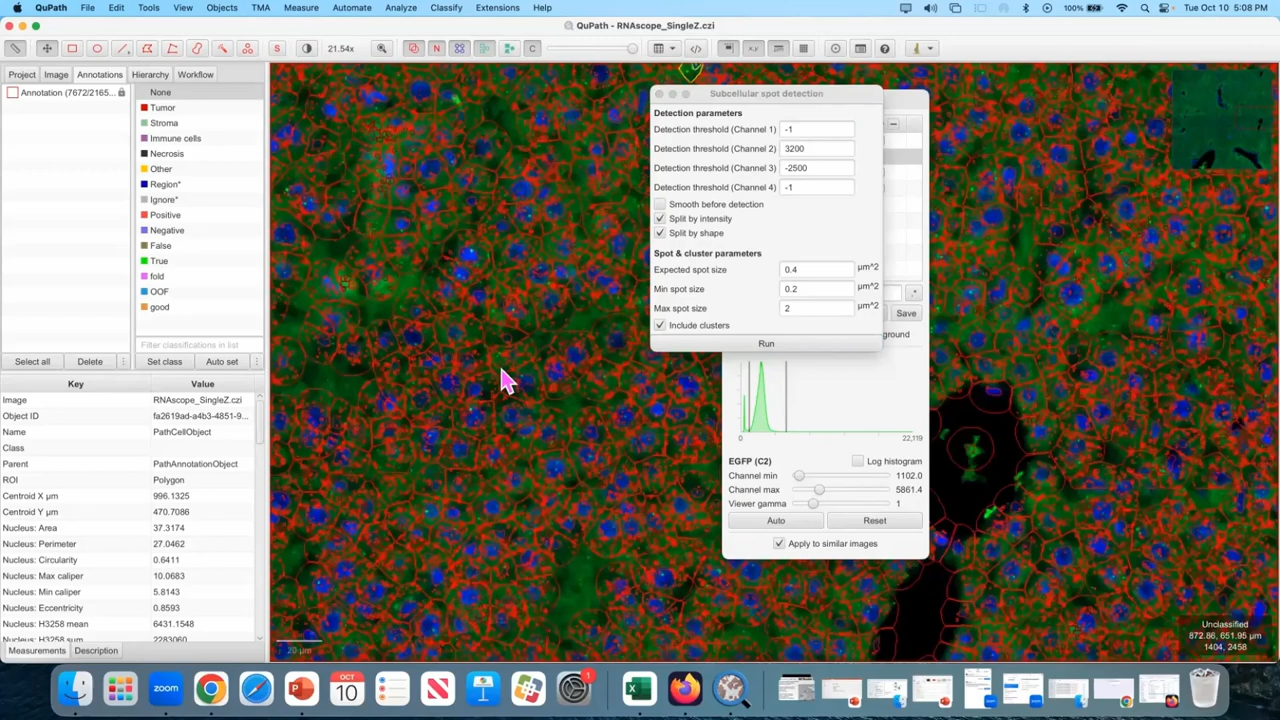 QuPath File Edit Tools View Objects TMA Measure Automate Analyze Classify Extensions Help 100% Tue Oct 10 5:08 PM
QuPath - RNAscope_SingleZ.czi
S 21.54x N C x,y </>
Project Image Annotations Hierarchy Workflow
Annotation (7672/2165...
None
Tumor
Stroma
Immune cells
Necrosis
Other
Region*
Ignore*
Positive
Negative
False
True
fold
OOF
good
Filter classifications in list
Select all Delete Set class Auto set
Key Value
Image RNAscope_SingleZ.czi
Object ID fa2619ad-a4b3-4851-9...
Name PathCellObject
Class
Parent PathAnnotationObject
ROI Polygon
Centroid X µm 996.1325
Centroid Y µm 470.7086
Nucleus: Area 37.3174
Nucleus: Perimeter 27.0462
Nucleus: Circularity 0.6411
Nucleus: Max caliper 10.0683
Nucleus: Min caliper 5.8143
Nucleus: Eccentricity 0.8593
Nucleus: H3258 mean 6431.1548
Nucleus: H3258 sum 2283060
Measurements Description
20 µm
Subcellular spot detection
Detection parameters
Detection threshold (Channel 1) -1
Detection threshold (Channel 2) 3200
Detection threshold (Channel 3) -2500
Detection threshold (Channel 4) -1
Smooth before detection
Split by intensity
Split by shape
Spot & cluster parameters
Expected spot size 0.4 µm^2
Min spot size 0.2 µm^2
Max spot size 2 µm^2
Include clusters
Run
.*
Save
ground
0 22,119
EGFP (C2) Log histogram
Channel min 1102.0
Channel max 5861.4
Viewer gamma 1
Auto Reset
Apply to similar images
Unclassified
872.86, 651.95 µm
1404, 2458
OCT
10
zoom
1